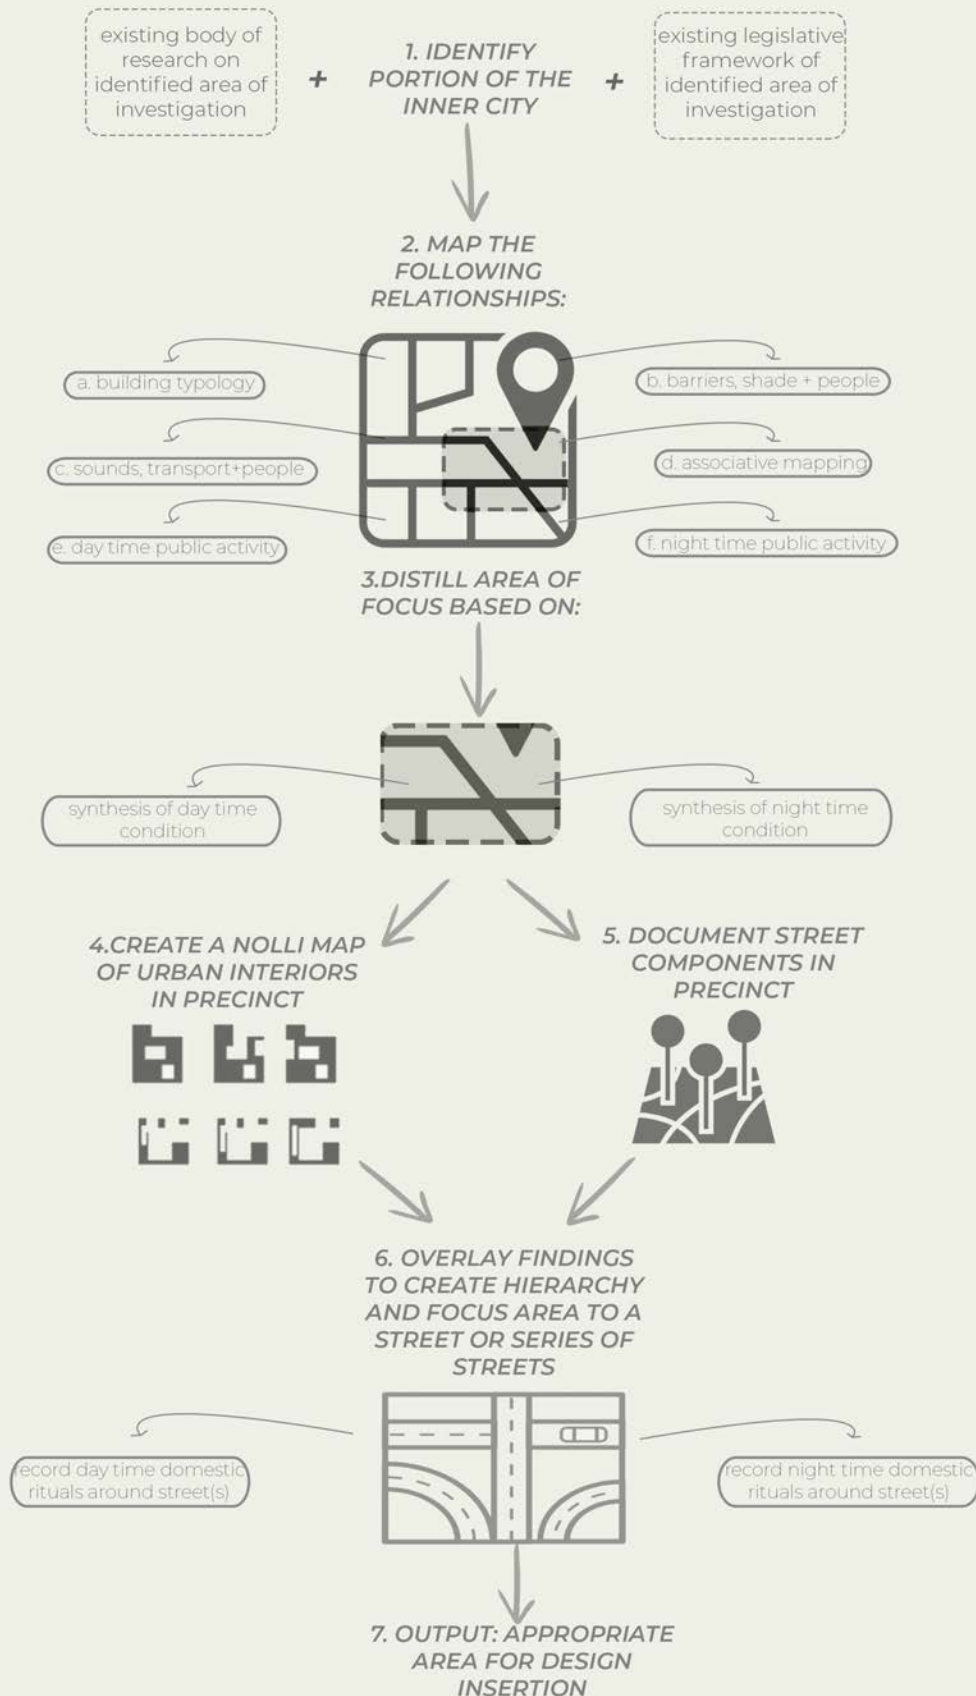 existing body of
research on
identified area of
investigation
+
1. IDENTIFY
PORTION OF THE
INNER CITY
+
existing legislative
framework of
identified area of
investigation
2. MAP THE
FOLLOWING
RELATIONSHIPS:
a. building typology
b. barriers, shade + people
c. sounds, transport+people
d. associative mapping
e. day time public activity
f. night time public activity
3.DISTILL AREA OF
FOCUS BASED ON:
synthesis of day time
condition
synthesis of night time
condition
4.CREATE A NOLLI MAP
OF URBAN INTERIORS
IN PRECINCT
5. DOCUMENT STREET
COMPONENTS IN
PRECINCT
6. OVERLAY FINDINGS
TO CREATE HIERARCHY
AND FOCUS AREA TO A
STREET OR SERIES OF
STREETS
record day time domestic
rituals around street(s)
record night time domestic
rituals around street(s)
7. OUTPUT: APPROPRIATE
AREA FOR DESIGN
INSERTION